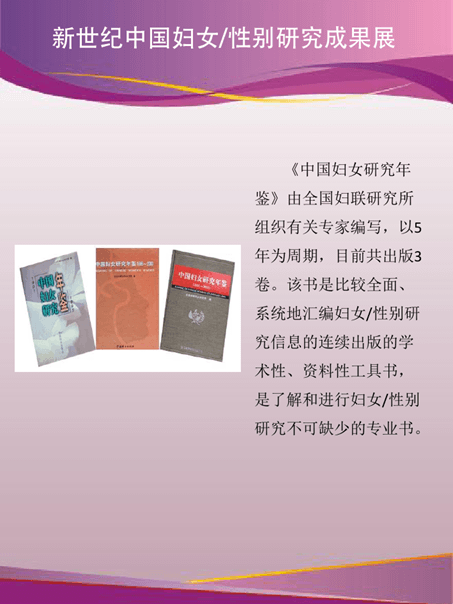 新世纪中国妇女/性别研究成果展
《中国妇女研究年
鉴》由全国妇联研究所
组织有关专家编写，以5
年为周期，目前共出版3
卷。该书是比较全面、
系统地汇编妇女/性别研
究信息的连续出版的学
术性、资料性工具书，
是了解和进行妇女/性别
研究不可缺少的专业书。
中国
妇女
研究
年鉴
中国妇女研究年鉴
中国妇女研究年鉴